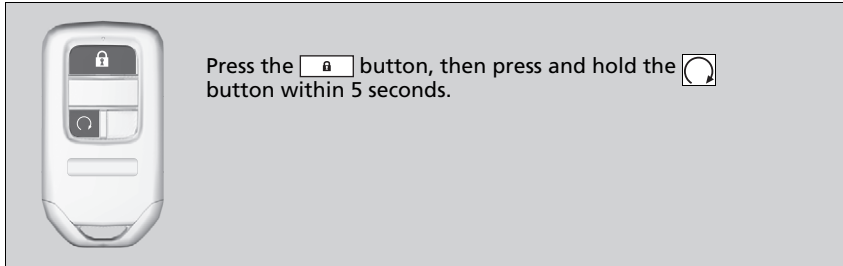 Press the button, then press and hold the
button within 5 seconds.